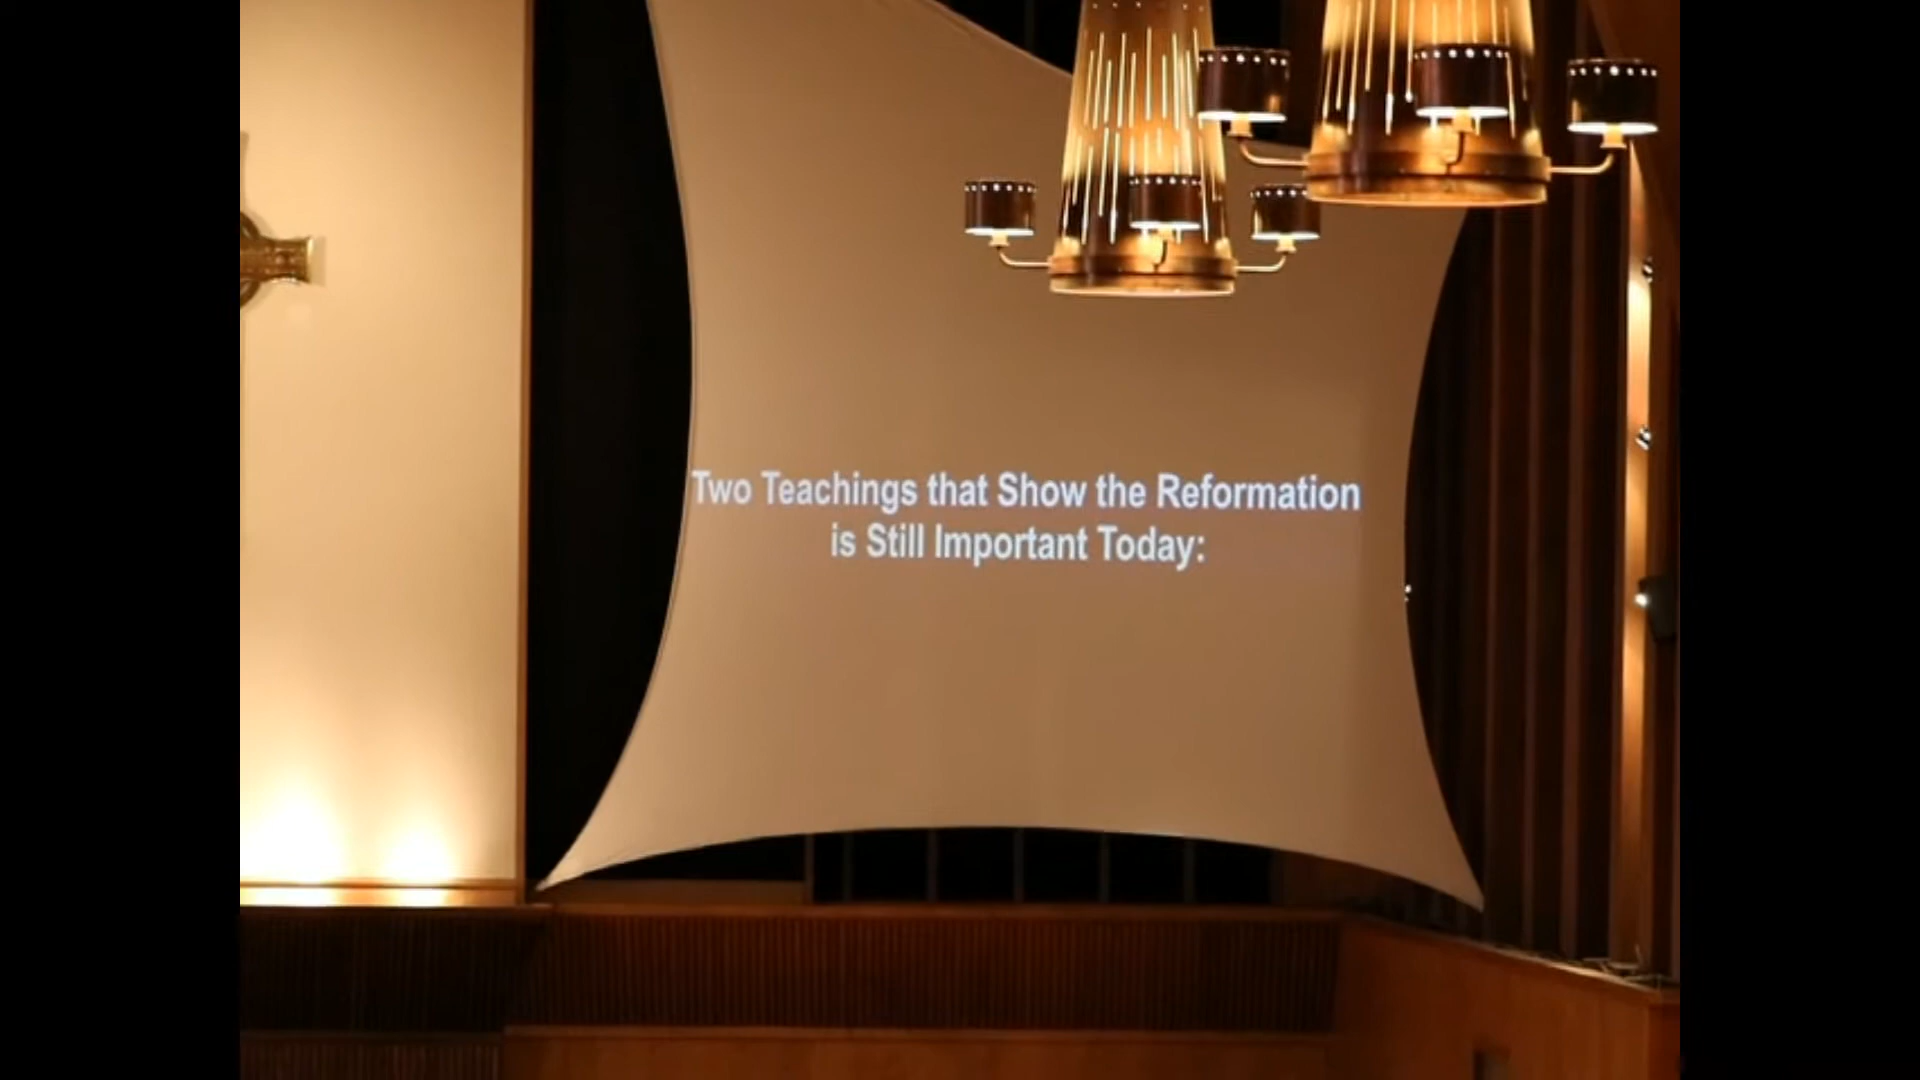 Two Teachings that Show the Reformation
is Still Important Today: